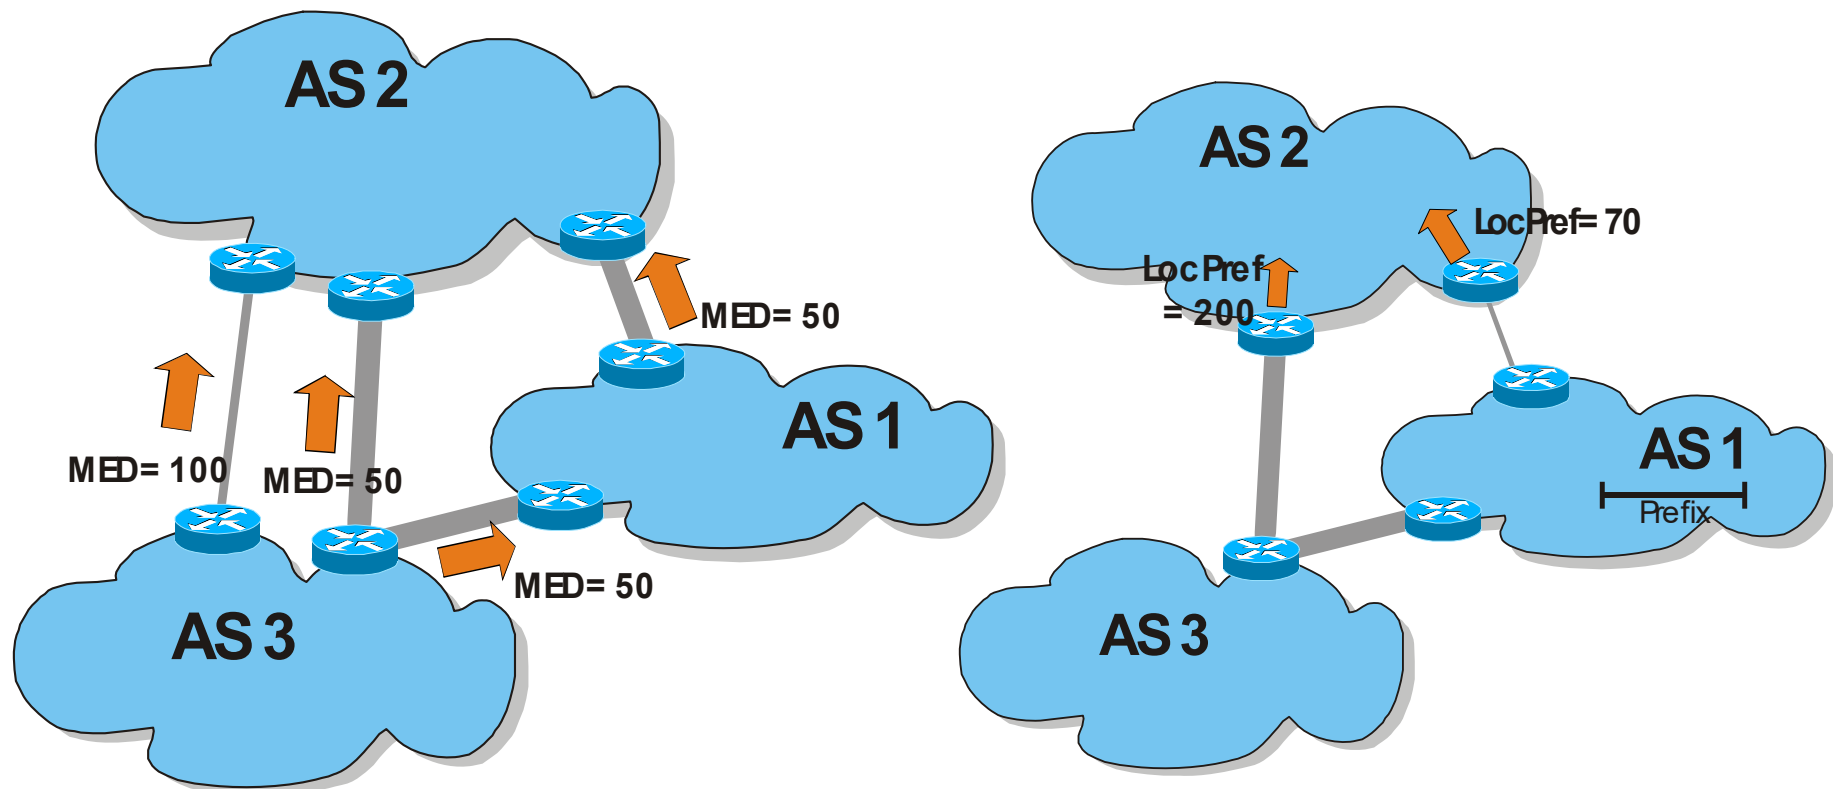 AS 2
MED= 50
AS 1
MED= 100
MED= 50
MED= 50
AS 3
AS 2
LocPref= 70
LocPref
= 200
AS 1
Prefix
AS 3